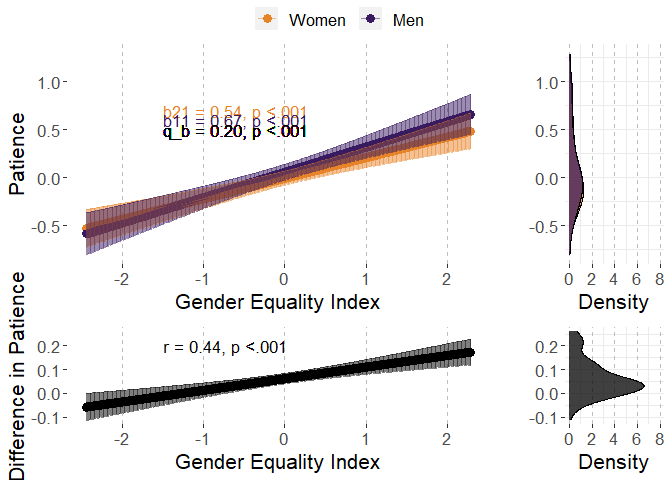 Women Men
Patience
1.0
0.5
0.0
-0.5
b21 = 0.54, p <.001
b11 = 0.67, p <.001
q_b = 0.20, p <.001
-2 -1 0 1 2
Gender Equality Index
0 2 4 6 8
Density
Difference in Patience
0.2
0.1
0.0
-0.1
r = 0.44, p <.001
-2 -1 0 1 2
Gender Equality Index
0 2 4 6 8
Density